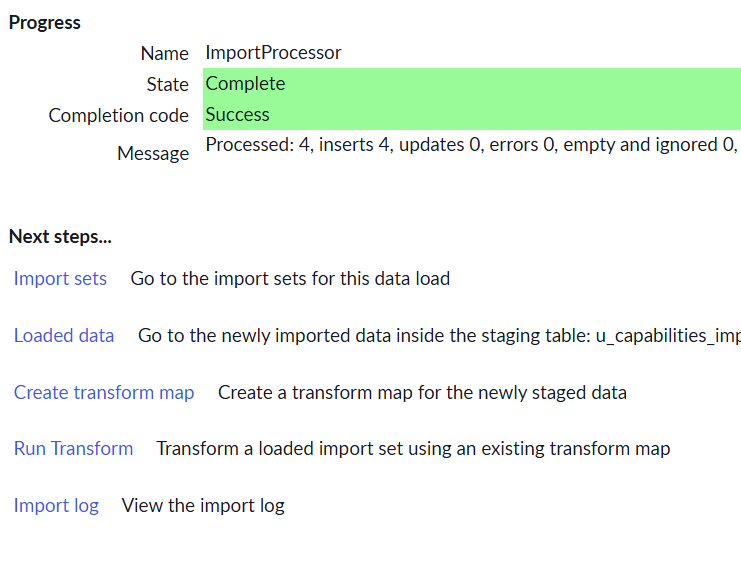 Progress
Name ImportProcessor
State Complete
Completion code Success
Message Processed: 4, inserts 4, updates 0, errors 0, empty and ignored 0,
Next steps...
Import sets Go to the import sets for this data load
Loaded data Go to the newly imported data inside the staging table: u_capabilities_imp
Create transform map Create a transform map for the newly staged data
Run Transform Transform a loaded import set using an existing transform map
Import log View the import log